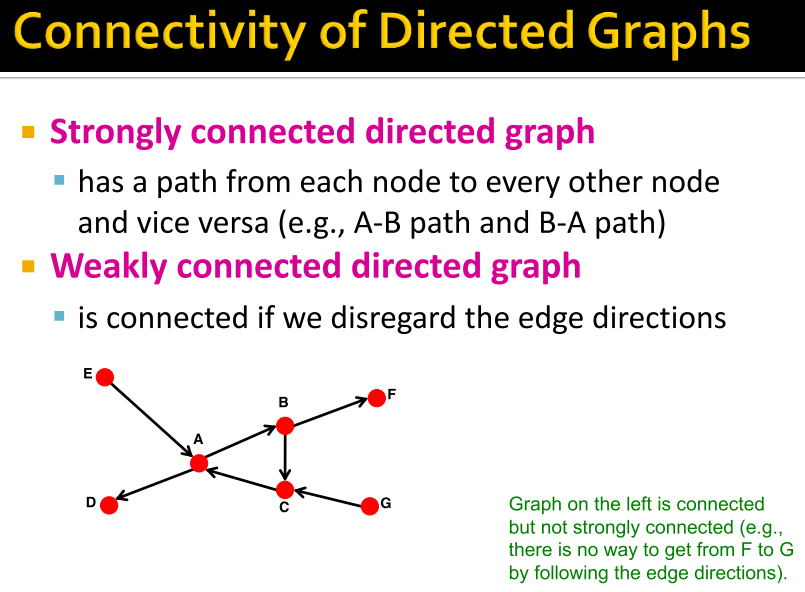 Connectivity of Directed Graphs
Strongly connected directed graph
has a path from each node to every other node
and vice versa (e.g., A-B path and B-A path)
Weakly connected directed graph
is connected if we disregard the edge directions
E
B
F
A
D
C
G
Graph on the left is connected
but not strongly connected (e.g.,
there is no way to get from F to G
by following the edge directions).